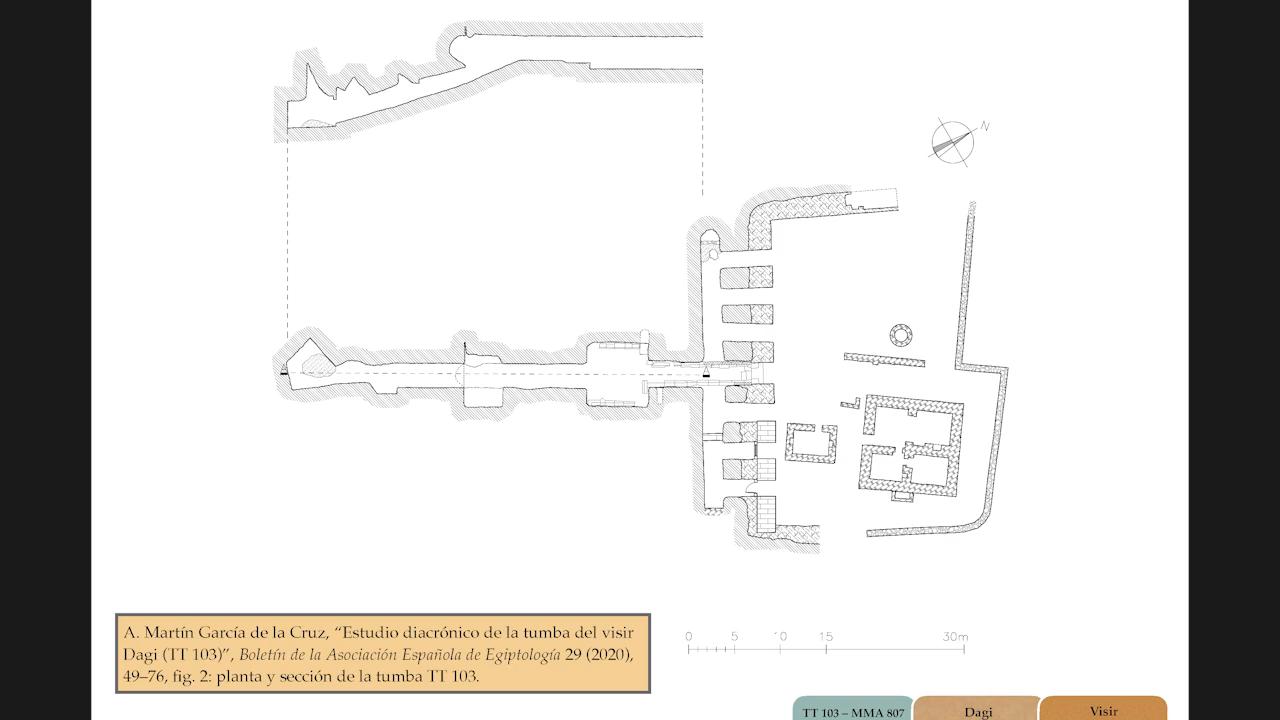 N
A. Martín García de la Cruz, “Estudio diacrónico de la tumba del visir
Dagi (TT 103)”, Boletín de la Asociación Española de Egiptología 29 (2020),
49–76, fig. 2: planta y sección de la tumba TT 103.
0 5 10 15 30m
TT 103 – MMA 807
Dagi
Visir